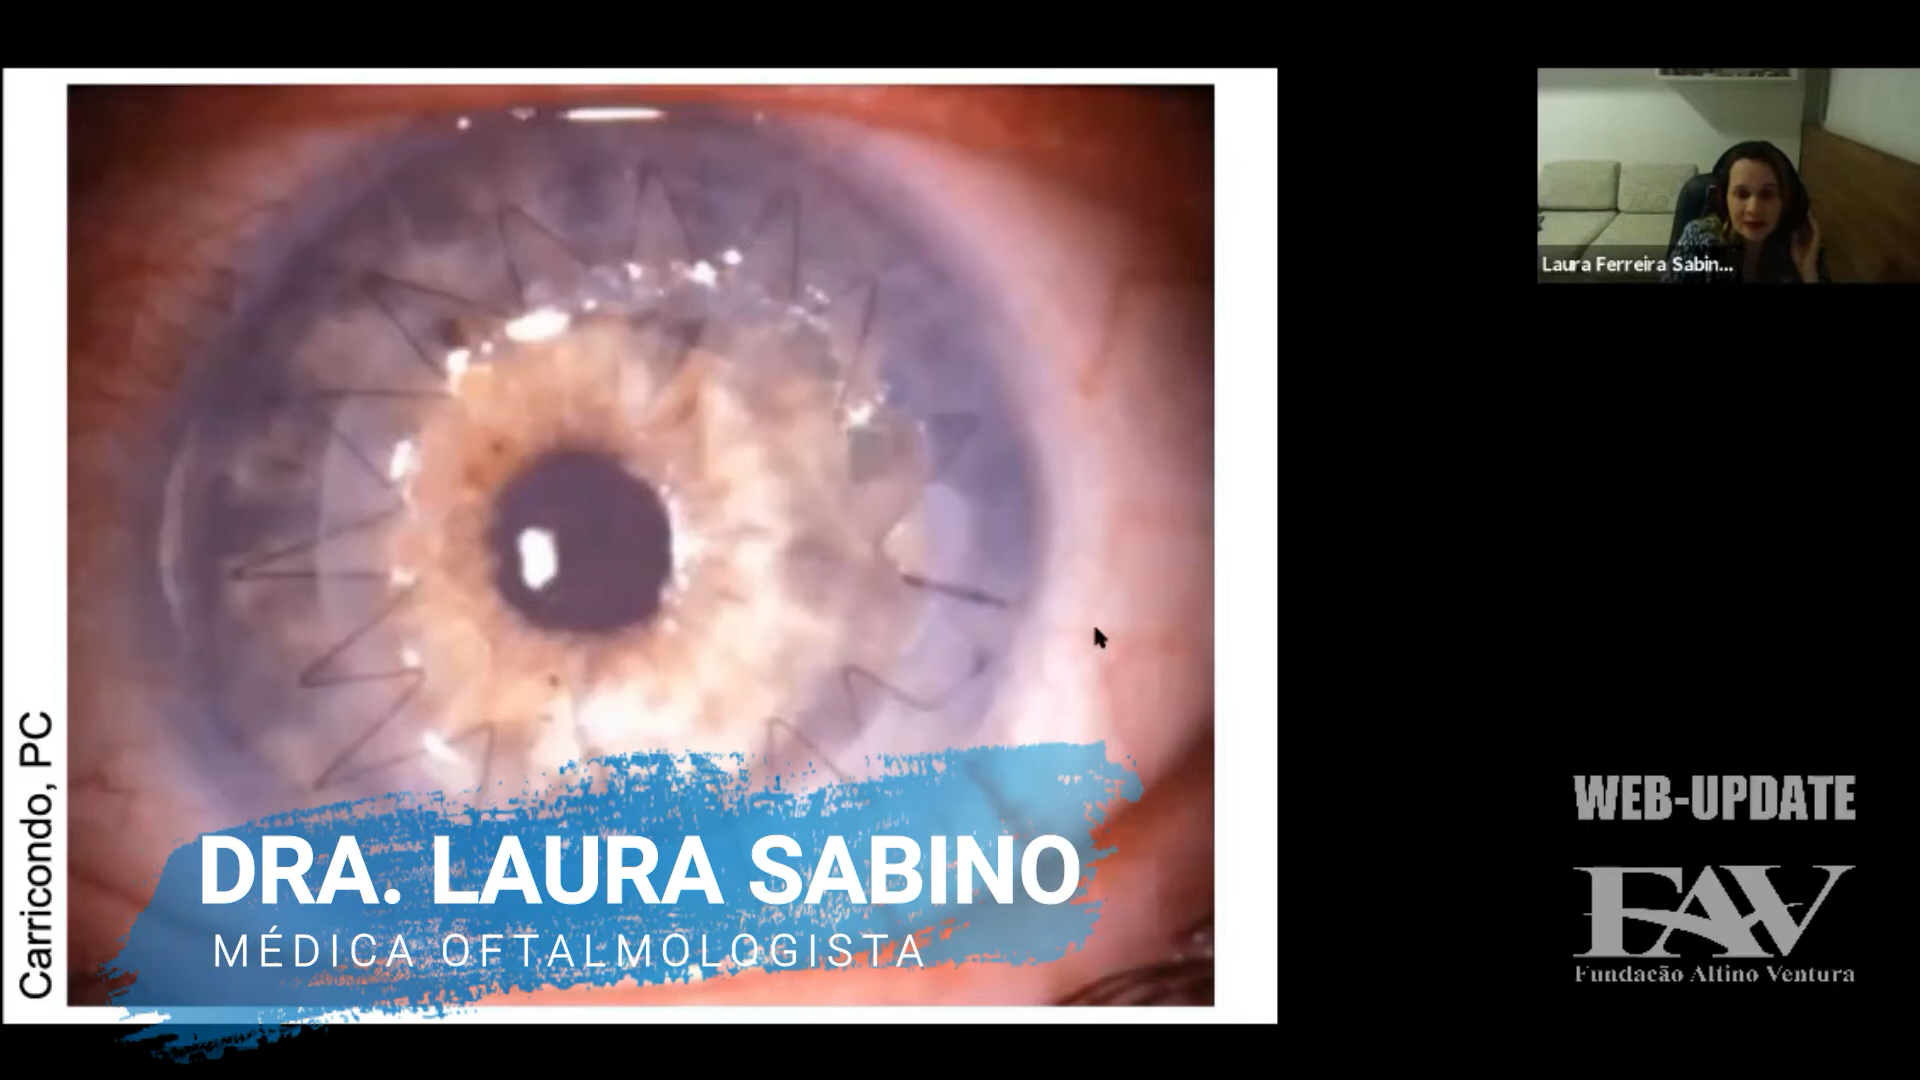 Carricondo, PC
Laura Ferreira Sabin...
DRA. LAURA SABINO
MÉDICA OFTALMOLOGISTA
WEB-UPDATE
FAV
Fundação Altino Ventura